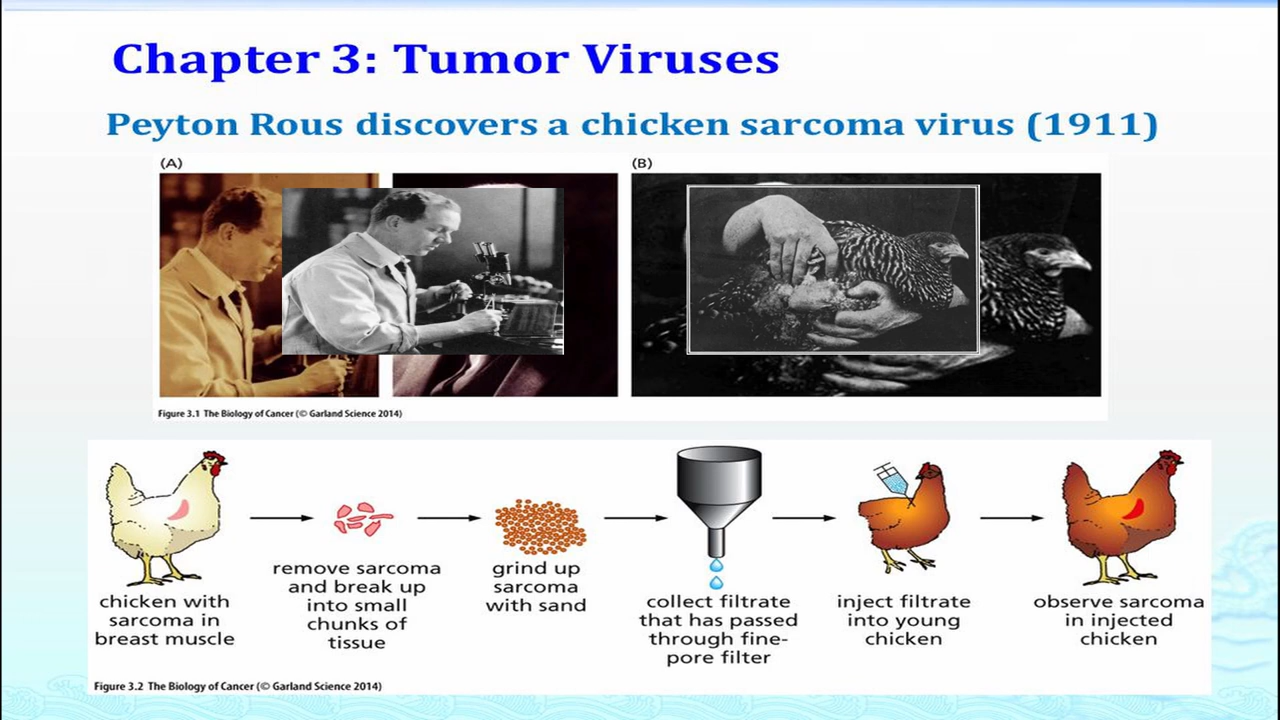 Chapter 3: Tumor Viruses
Peyton Rous discovers a chicken sarcoma virus (1911)
(A)
(B)
Figure 3.1 The Biology of Cancer (© Garland Science 2014)
chicken with
sarcoma in
breast muscle
remove sarcoma
and break up
into small
chunks of
tissue
grind up
sarcoma
with sand
collect filtrate
that has passed
through fine-
pore filter
inject filtrate
into young
chicken
observe sarcoma
in injected
chicken
Figure 3.2 The Biology of Cancer (© Garland Science 2014)